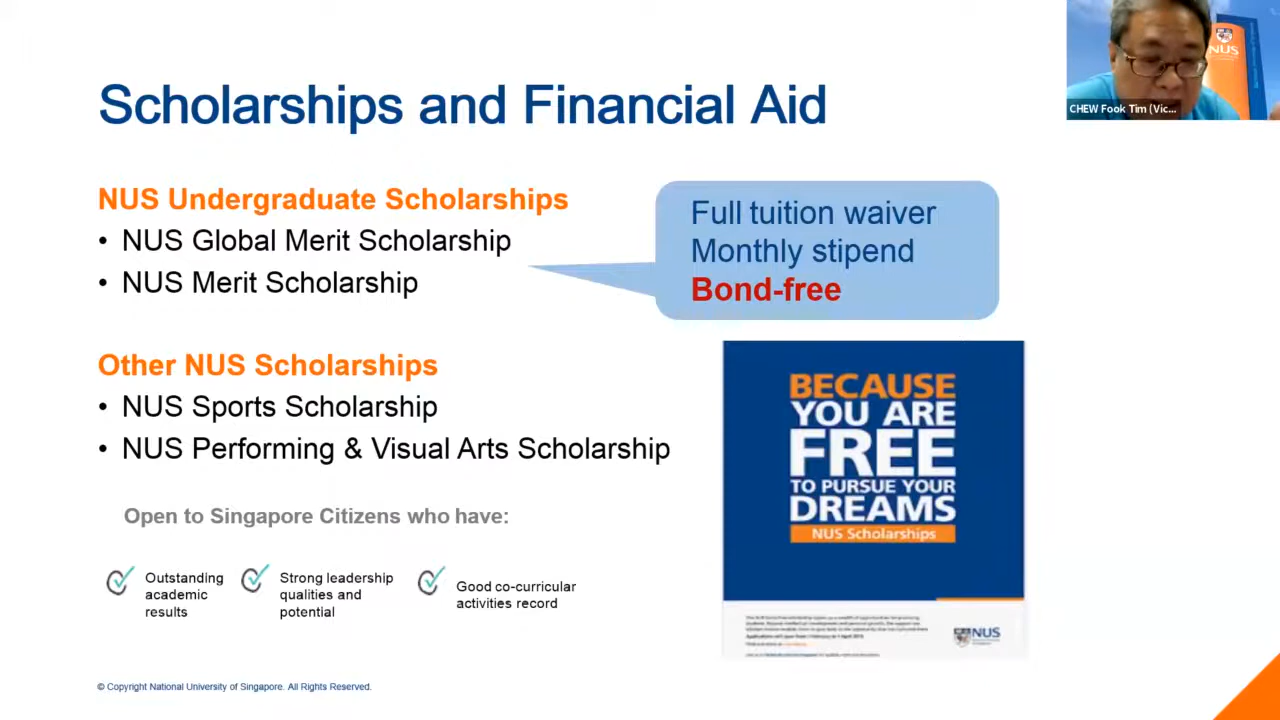 Scholarships and Financial Aid
NUS
CHEW Fook Tim (Vic...
NUS Undergraduate Scholarships
• NUS Global Merit Scholarship
• NUS Merit Scholarship
Full tuition waiver
Monthly stipend
Bond-free
Other NUS Scholarships
• NUS Sports Scholarship
• NUS Performing & Visual Arts Scholarship
Open to Singapore Citizens who have:
Outstanding
academic
results
Strong leadership
qualities and
potential
Good co-curricular
activities record
BECAUSE
YOU ARE
FREE
TO PURSUE YOUR
DREAMS
NUS Scholarships
NUS
© Copyright National University of Singapore. All Rights Reserved.